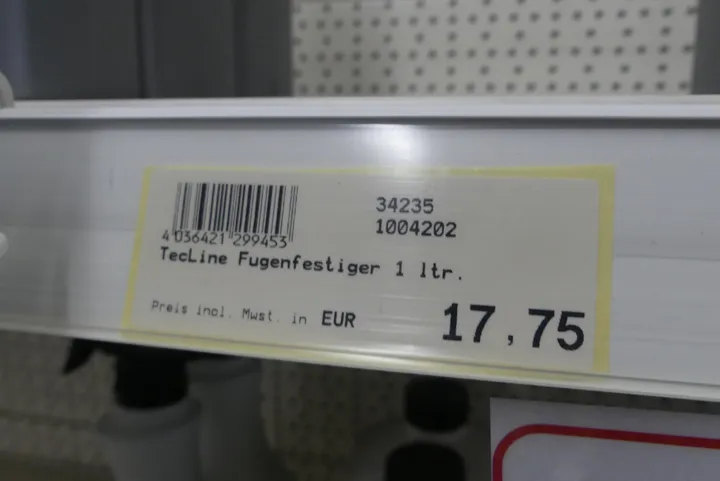 34235
1004202
4 036421 299453
TecLine Fugenfestiger 1 ltr.
Preis incl. Mwst. in EUR 17,75